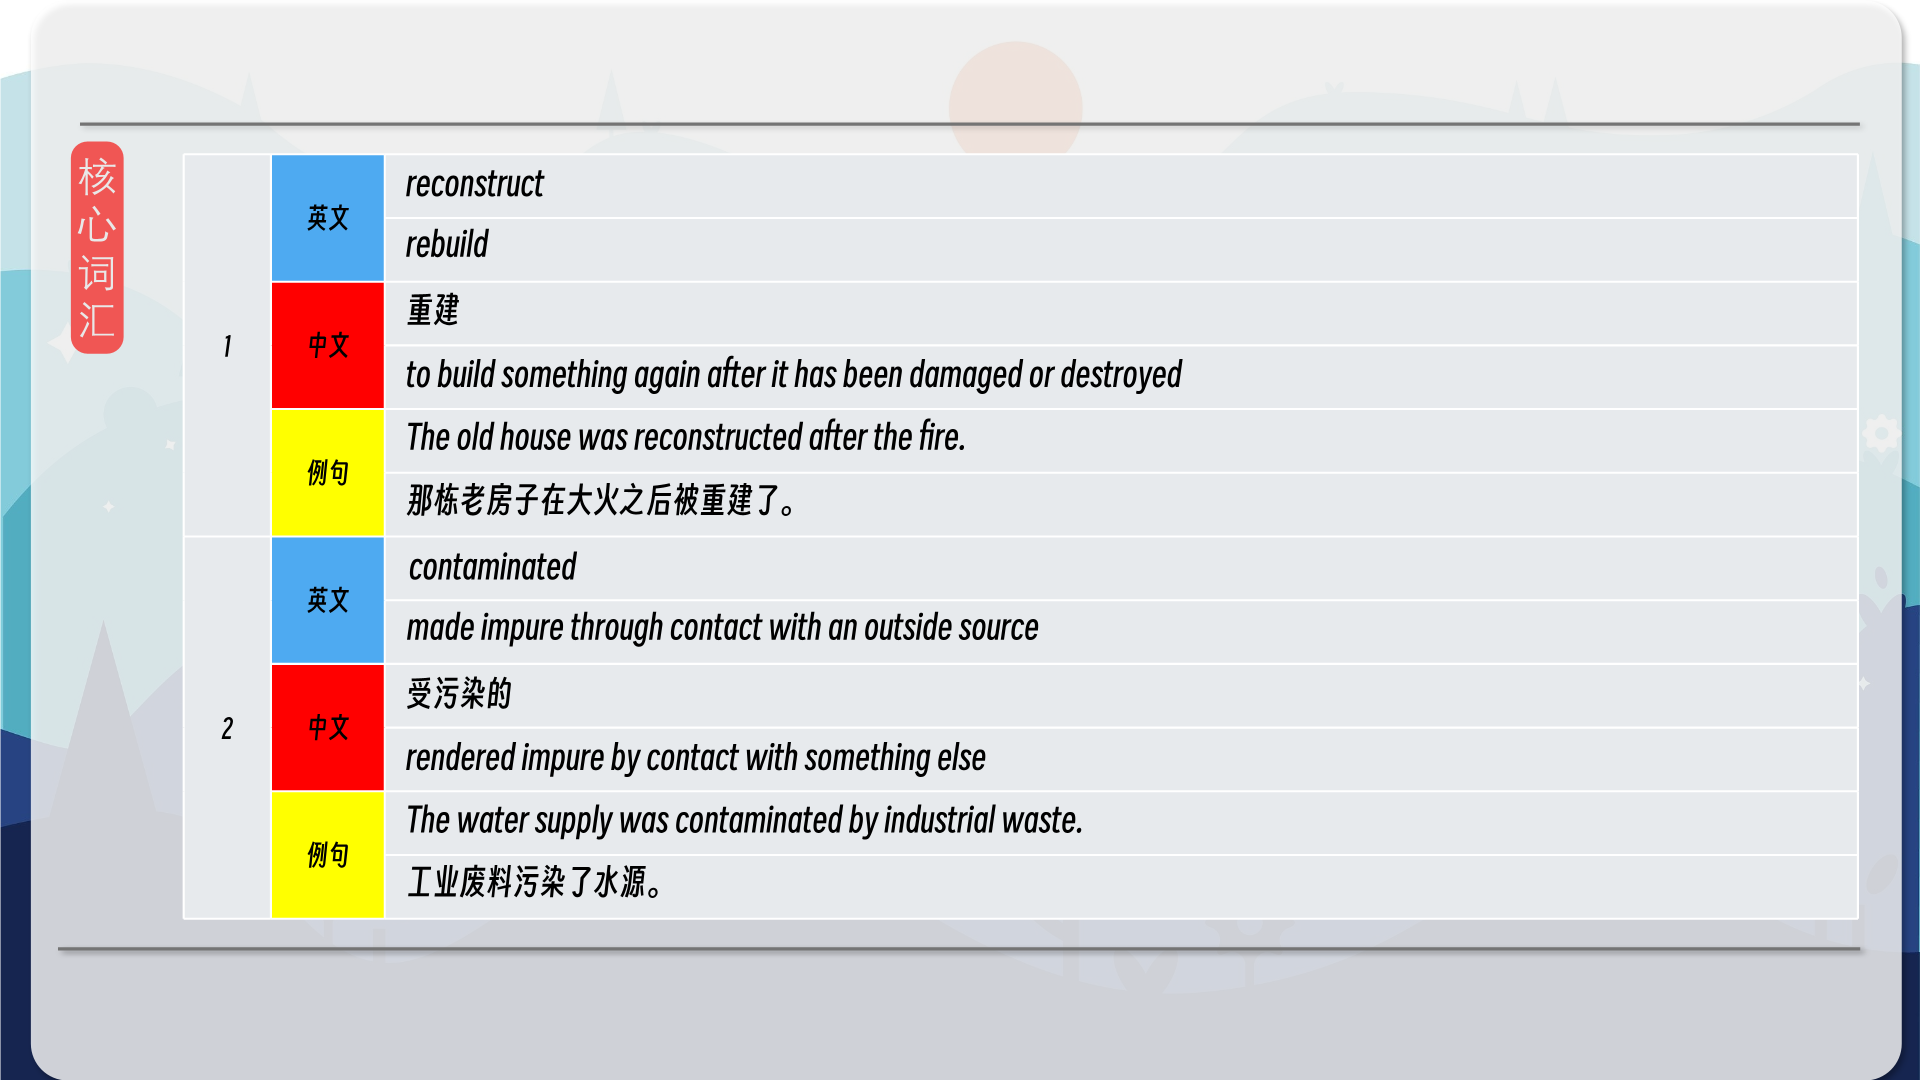 核心词汇
1
英文
reconstruct
rebuild
中文
重建
to build something again after it has been damaged or destroyed
例句
The old house was reconstructed after the fire.
那栋老房子在大火之后被重建了。
2
英文
contaminated
made impure through contact with an outside source
中文
受污染的
rendered impure by contact with something else
例句
The water supply was contaminated by industrial waste.
工业废料污染了水源。